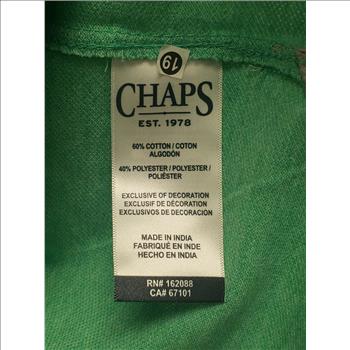 19
CHAPS
EST. 1978
60% COTTON / COTON
ALGODÓN
40% POLYESTER / POLYESTER /
POLIÉSTER
EXCLUSIVE OF DECORATION
EXCLUSIF DE DÉCORATION
EXCLUSIVOS DE DECORACIÓN
MADE IN INDIA
FABRIQUÉ EN INDE
HECHO EN INDIA
RN# 162088
CA# 67101